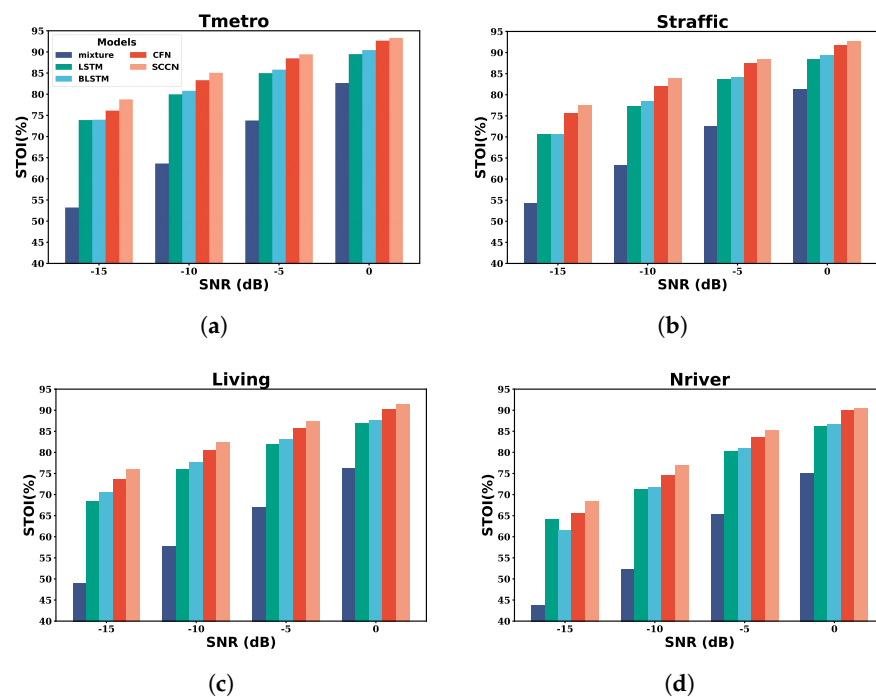 Tmetro
STOI(%)
95
90
85
80
75
70
65
60
55
50
45
40
Models
mixture
LSTM
BLSTM
CFN
SCCN
-15 -10 -5 0
SNR (dB)
(a)
Straffic
STOI(%)
95
90
85
80
75
70
65
60
55
50
45
40
-15 -10 -5 0
SNR (dB)
(b)
Living
STOI(%)
95
90
85
80
75
70
65
60
55
50
45
40
-15 -10 -5 0
SNR (dB)
(c)
Nriver
STOI(%)
95
90
85
80
75
70
65
60
55
50
45
40
-15 -10 -5 0
SNR (dB)
(d)